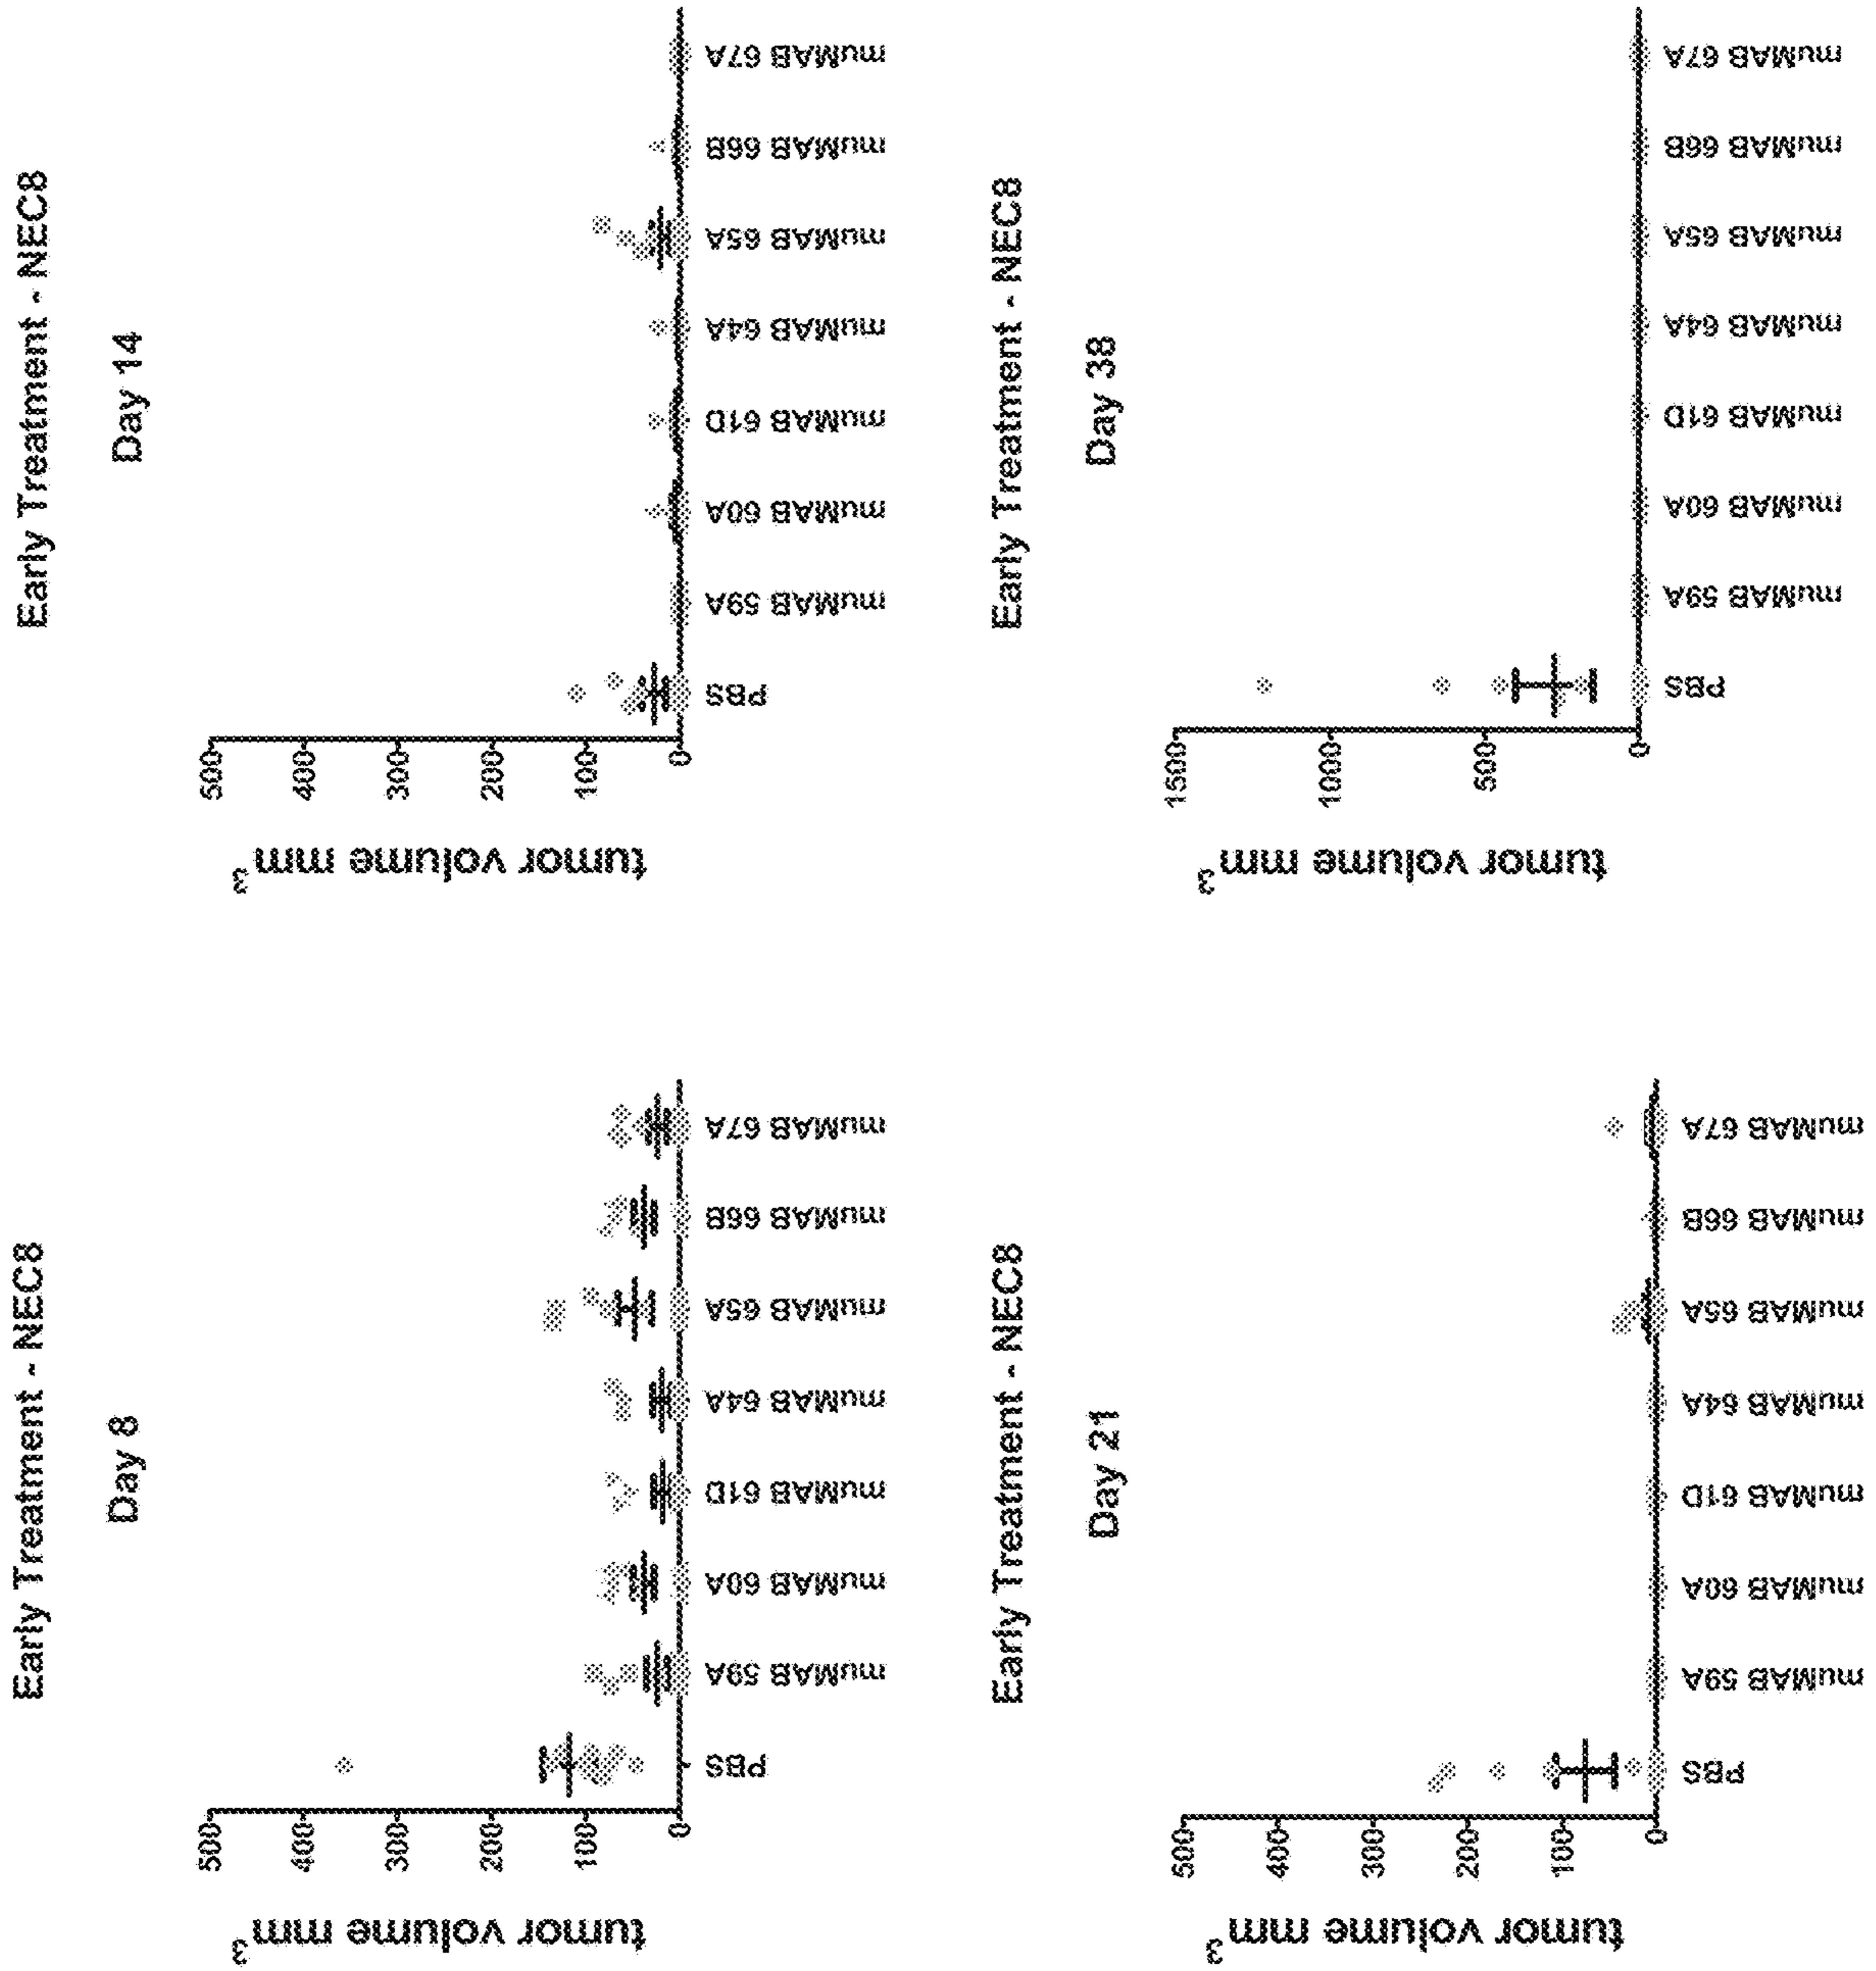 Early Treatment - NEC8
Day 8
tumor volume mm³
500
400
300
200
100
0
PBS
muMAB 59A
muMAB 60A
muMAB 61D
muMAB 64A
muMAB 65A
muMAB 66B
muMAB 67A
Early Treatment - NEC8
Day 14
tumor volume mm³
500
400
300
200
100
0
PBS
muMAB 59A
muMAB 60A
muMAB 61D
muMAB 64A
muMAB 65A
muMAB 66B
muMAB 67A
Early Treatment - NEC8
Day 21
tumor volume mm³
500
400
300
200
100
0
PBS
muMAB 59A
muMAB 60A
muMAB 61D
muMAB 64A
muMAB 65A
muMAB 66B
muMAB 67A
Early Treatment - NEC8
Day 38
tumor volume mm³
1500
1000
500
0
PBS
muMAB 59A
muMAB 60A
muMAB 61D
muMAB 64A
muMAB 65A
muMAB 66B
muMAB 67A